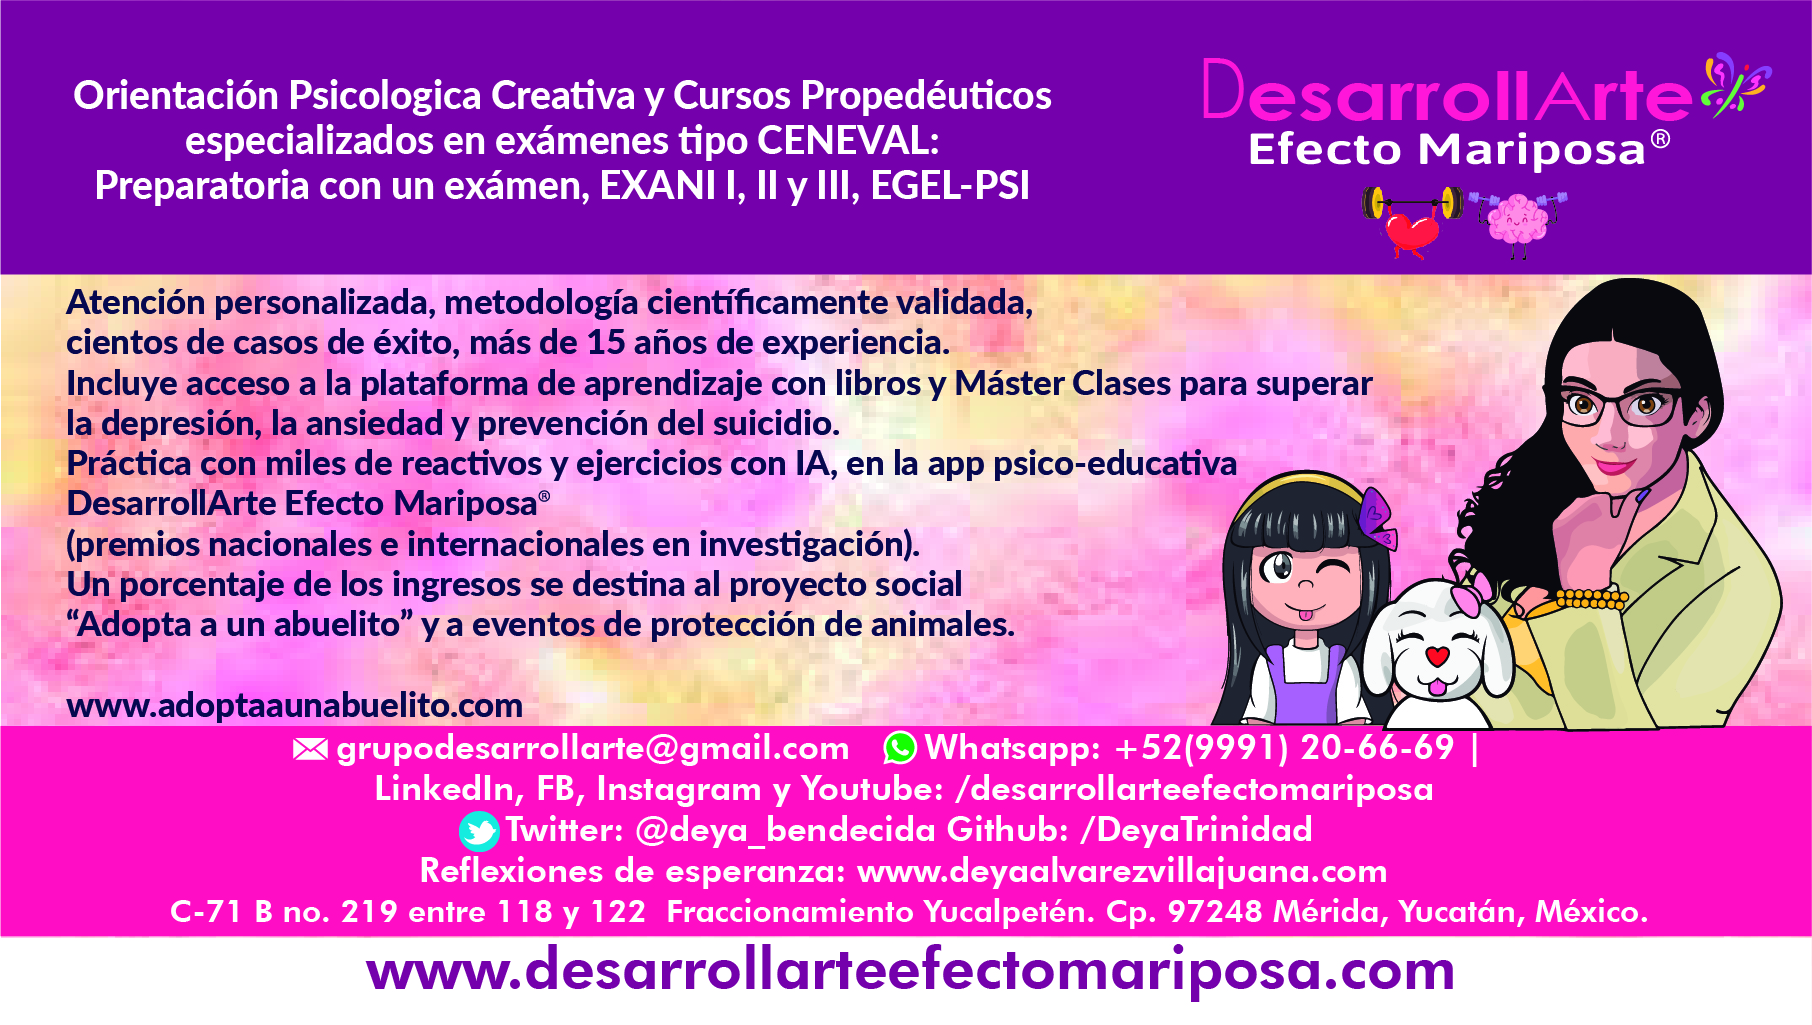 Orientación Psicologica Creativa y Cursos Propedéuticos
especializados en exámenes tipo CENEVAL:
Preparatoria con un exámen, EXANI I, II y III, EGEL-PSI
DesarrollArte
Efecto Mariposa®
Atención personalizada, metodología científicamente validada,
cientos de casos de éxito, más de 15 años de experiencia.
Incluye acceso a la plataforma de aprendizaje con libros y Máster Clases para superar
la depresión, la ansiedad y prevención del suicidio.
Práctica con miles de reactivos y ejercicios con IA, en la app psico-educativa
DesarrollArte Efecto Mariposa®
(premios nacionales e internacionales en investigación).
Un porcentaje de los ingresos se destina al proyecto social
“Adopta a un abuelito” y a eventos de protección de animales.
www.adoptaaunabuelito.com
grupodesarrollarte@gmail.com Whatsapp: +52(9991) 20-66-69 |
LinkedIn, FB, Instagram y Youtube: /desarrollarteefectomariposa
Twitter: @deya_bendecida Github: /DeyaTrinidad
Reflexiones de esperanza: www.deyaalvarezvillajuana.com
C-71 B no. 219 entre 118 y 122 Fraccionamiento Yucalpetén. Cp. 97248 Mérida, Yucatán, México.
www.desarrollarteefectomariposa.com